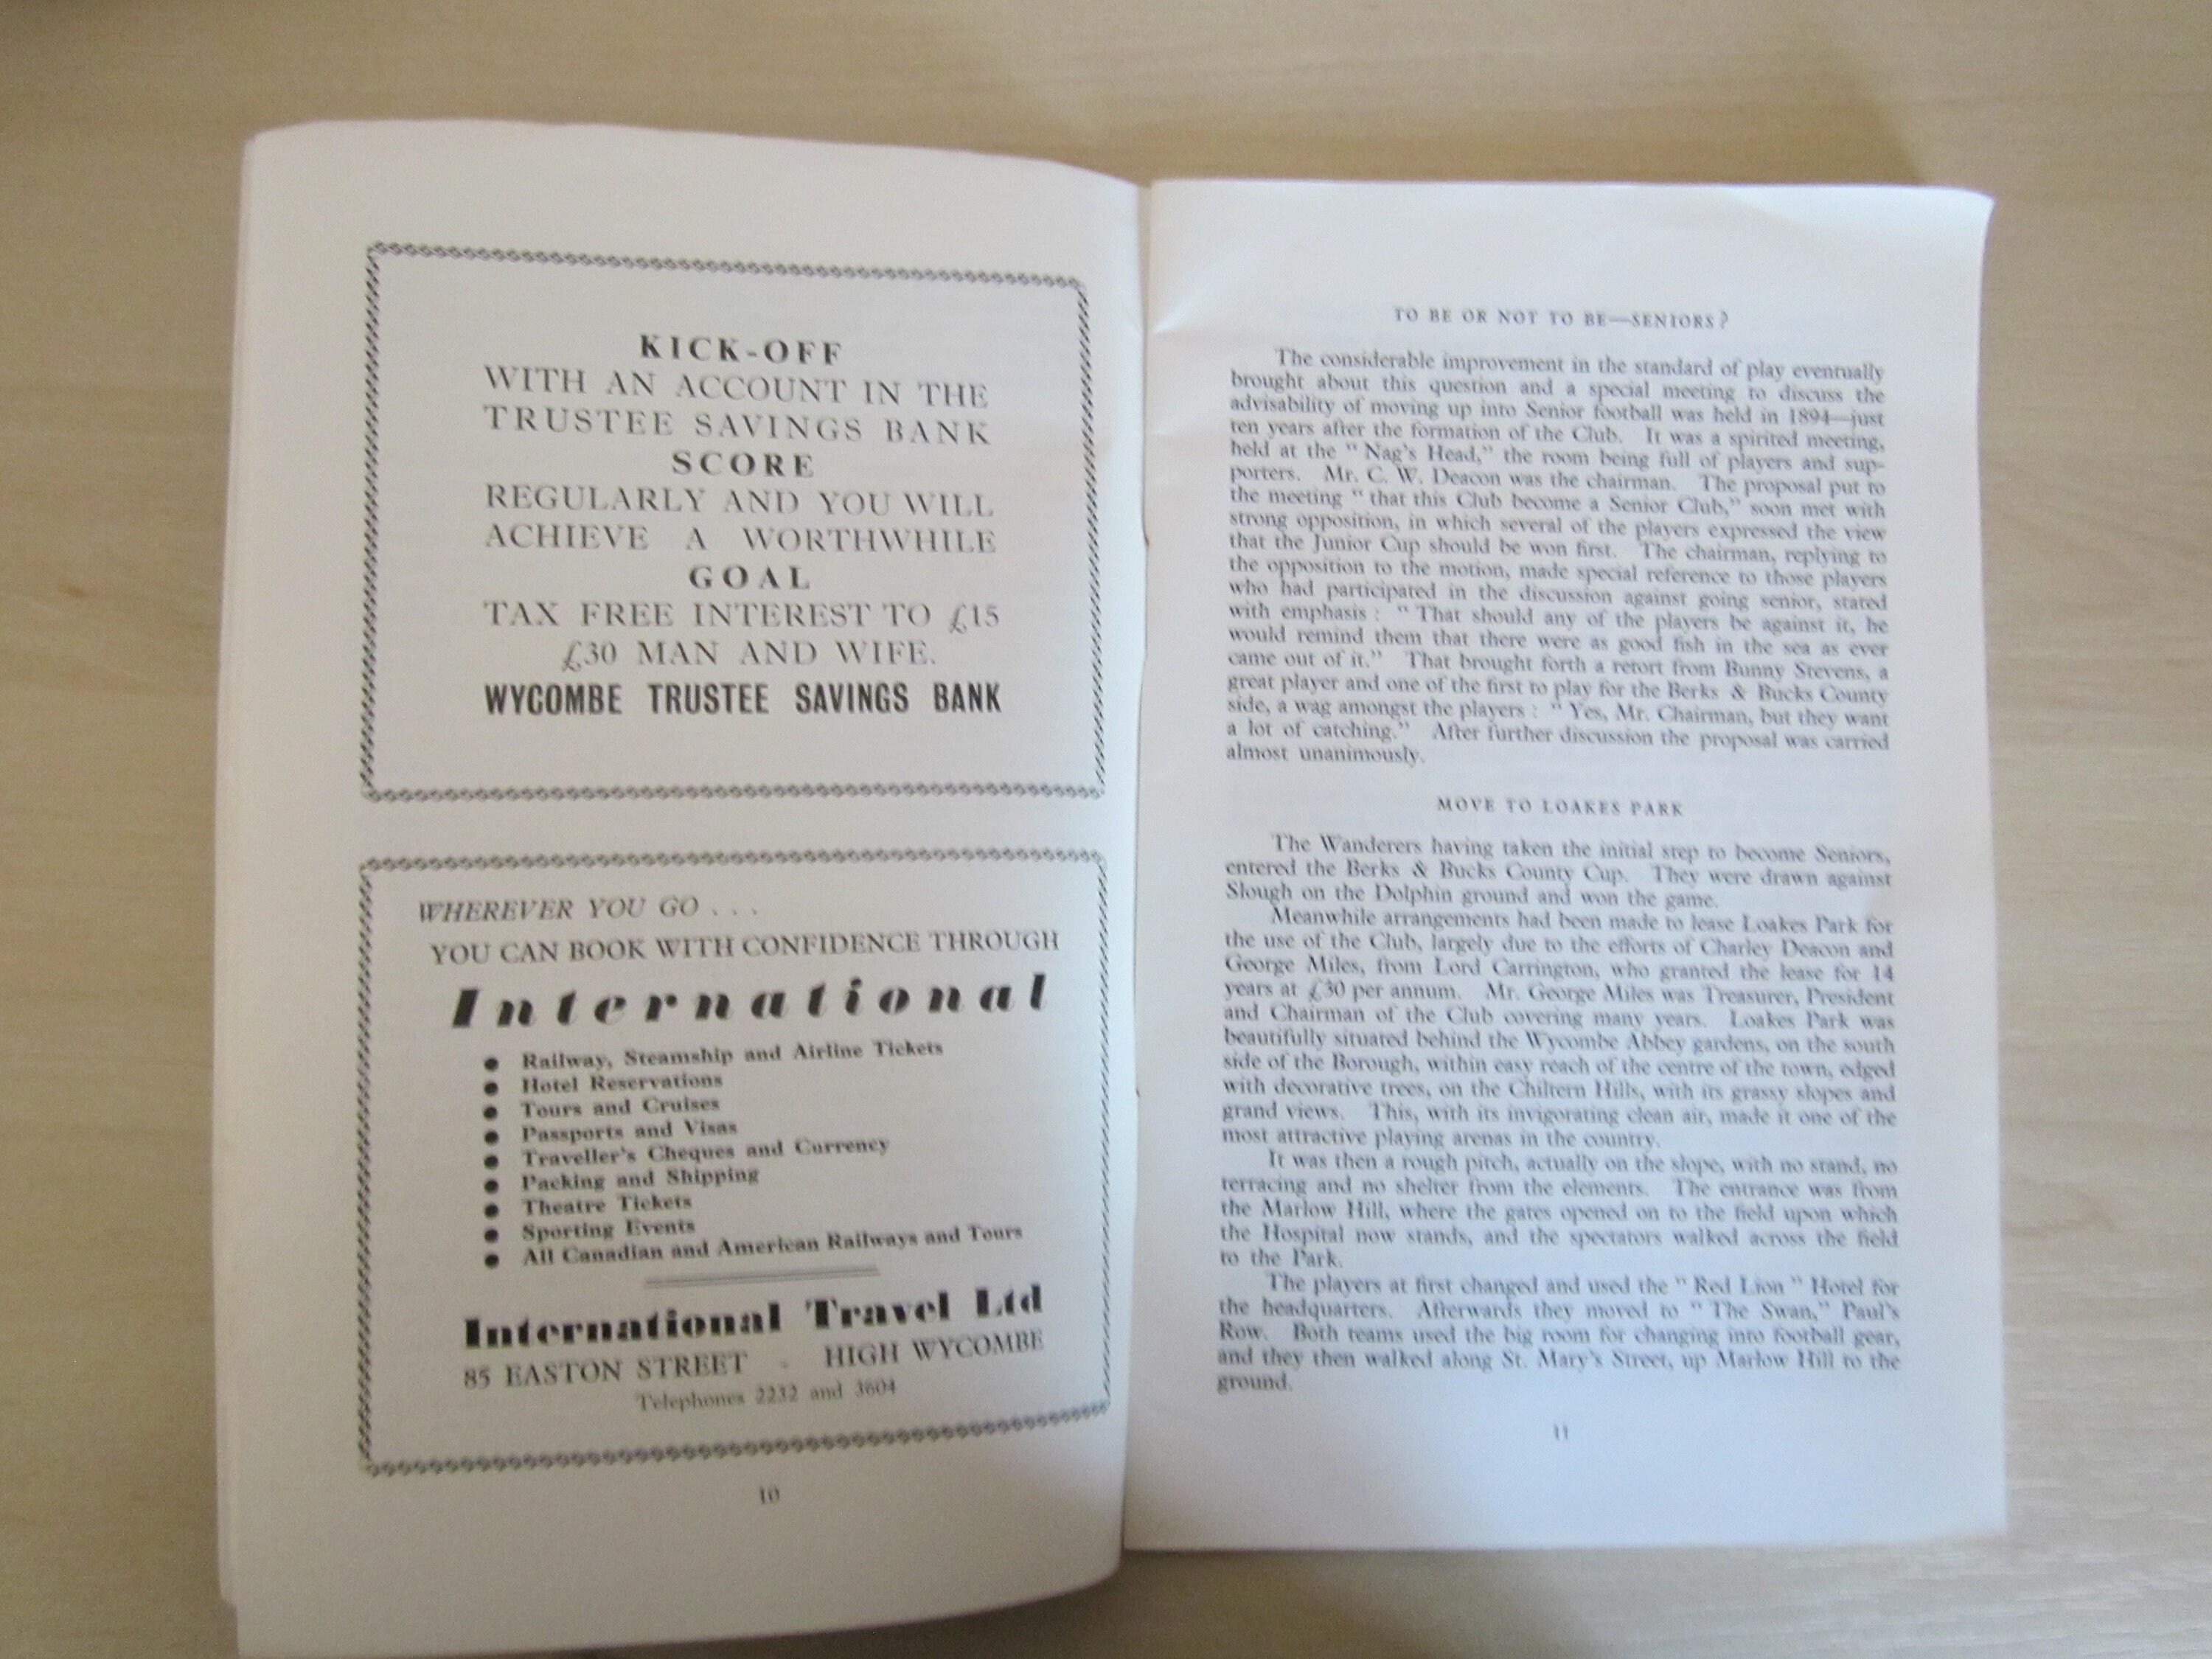 KICK-OFF
WITH AN ACCOUNT IN THE
TRUSTEE SAVINGS BANK
SCORE
REGULARLY AND YOU WILL
ACHIEVE A WORTHWHILE
GOAL
TAX FREE INTEREST TO £15
£30 MAN AND WIFE.
WYCOMBE TRUSTEE SAVINGS BANK
WHEREVER YOU GO . . .
YOU CAN BOOK WITH CONFIDENCE THROUGH
International
● Railway, Steamship and Airline Tickets
● Hotel Reservations
● Tours and Cruises
● Passports and Visas
● Traveller's Cheques and Currency
● Packing and Shipping
● Theatre Tickets
● Sporting Events
● All Canadian and American Railways and Tours
International Travel Ltd
85 EASTON STREET - HIGH WYCOMBE
Telephones 2232 and 3604
10
TO BE OR NOT TO BE—SENIORS?
The considerable improvement in the standard of play eventually
brought about this question and a special meeting to discuss the
advisability of moving up into Senior football was held in 1894—just
ten years after the formation of the Club. It was a spirited meeting,
held at the " Nag's Head," the room being full of players and sup-
porters. Mr. C. W. Deacon was the chairman. The proposal put to
the meeting " that this Club become a Senior Club," soon met with
strong opposition, in which several of the players expressed the view
that the Junior Cup should be won first. The chairman, replying to
the opposition to the motion, made special reference to those players
who had participated in the discussion against going senior, stated
with emphasis : " That should any of the players be against it, he
would remind them that there were as good fish in the sea as ever
came out of it." That brought forth a retort from Bunny Stevens, a
great player and one of the first to play for the Berks & Bucks County
side, a wag amongst the players : " Yes, Mr. Chairman, but they want
a lot of catching." After further discussion the proposal was carried
almost unanimously.
MOVE TO LOAKES PARK
The Wanderers having taken the initial step to become Seniors,
entered the Berks & Bucks County Cup. They were drawn against
Slough on the Dolphin ground and won the game.
Meanwhile arrangements had been made to lease Loakes Park for
the use of the Club, largely due to the efforts of Charley Deacon and
George Miles, from Lord Carrington, who granted the lease for 14
years at £30 per annum. Mr. George Miles was Treasurer, President
and Chairman of the Club covering many years. Loakes Park was
beautifully situated behind the Wycombe Abbey gardens, on the south
side of the Borough, within easy reach of the centre of the town, edged
with decorative trees, on the Chiltern Hills, with its grassy slopes and
grand views. This, with its invigorating clean air, made it one of the
most attractive playing arenas in the country.
It was then a rough pitch, actually on the slope, with no stand, no
terracing and no shelter from the elements. The entrance was from
the Marlow Hill, where the gates opened on to the field upon which
the Hospital now stands, and the spectators walked across the field
to the Park.
The players at first changed and used the " Red Lion " Hotel for
the headquarters. Afterwards they moved to " The Swan," Paul's
Row. Both teams used the big room for changing into football gear,
and they then walked along St. Mary's Street, up Marlow Hill to the
ground.
11